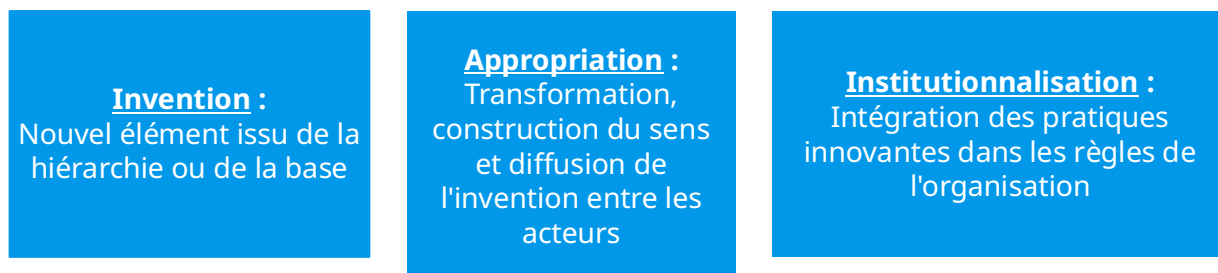 Invention :
Nouvel élément issu de la
hiérarchie ou de la base
Appropriation :
Transformation,
construction du sens
et diffusion de
l'invention entre les
acteurs
Institutionnalisation :
Intégration des pratiques
innovantes dans les règles de
l'organisation